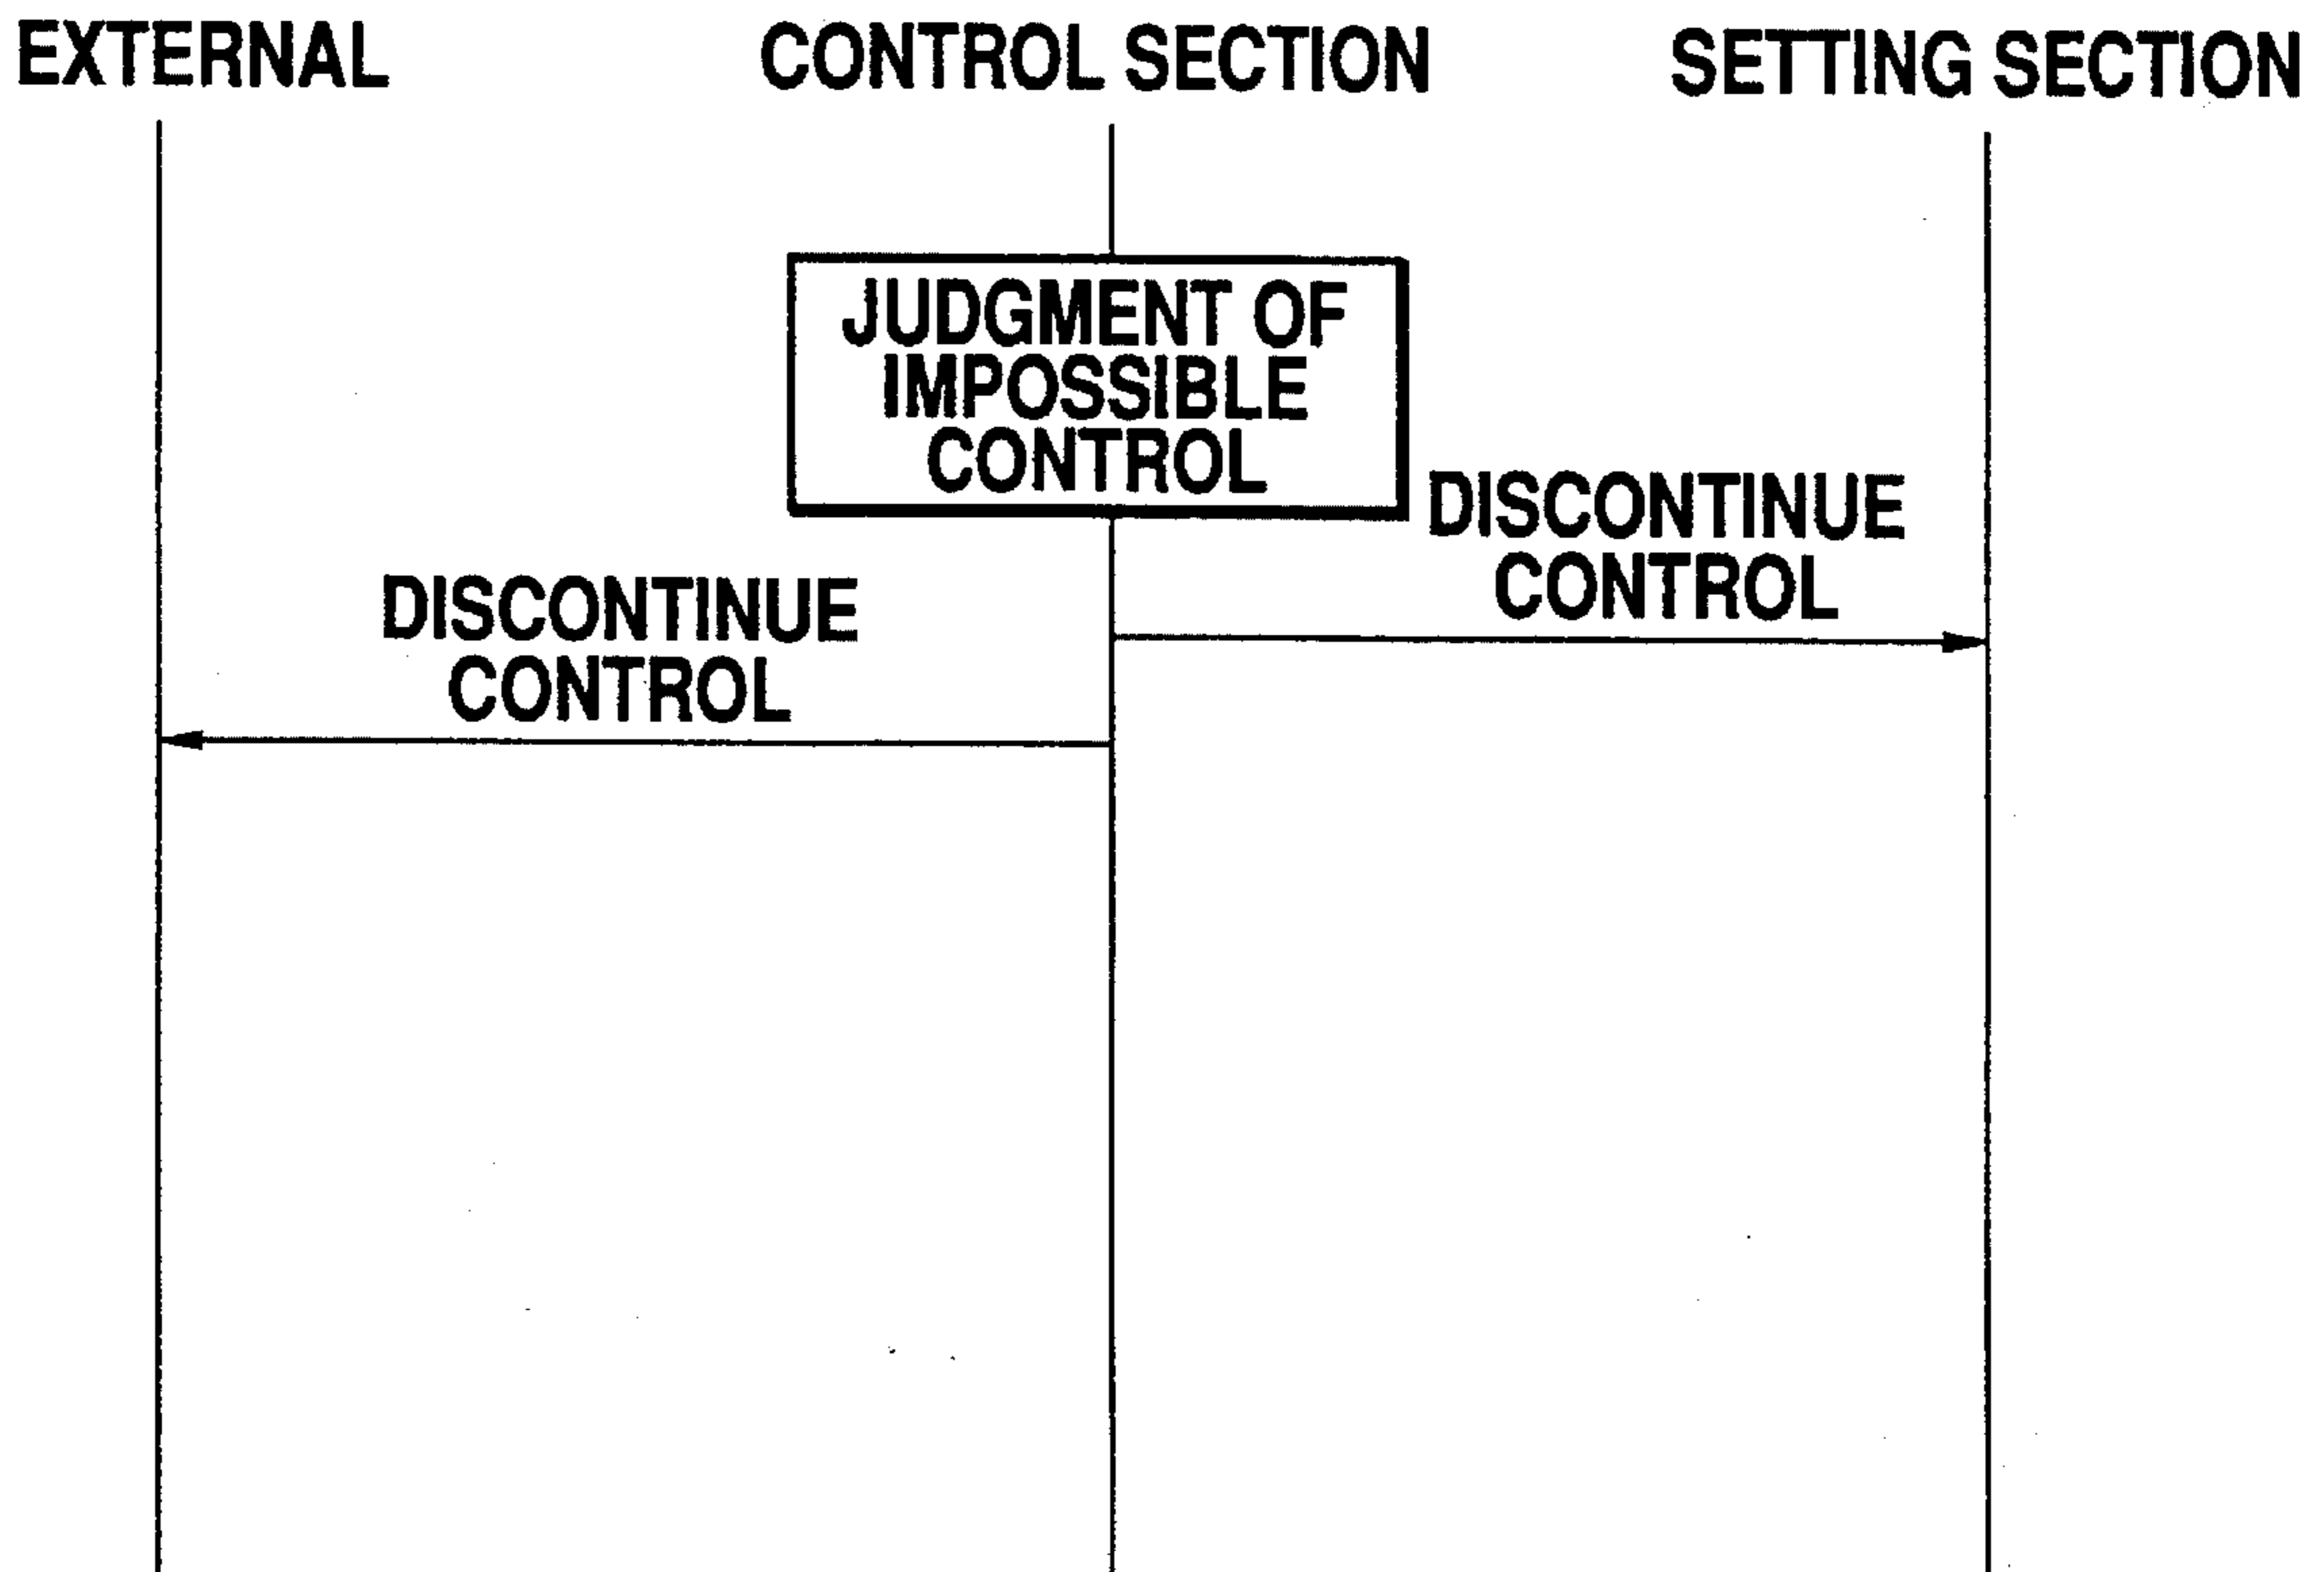 EXTERNAL
CONTROL SECTION
SETTING SECTION
JUDGMENT OF
IMPOSSIBLE
CONTROL
DISCONTINUE
CONTROL
DISCONTINUE
CONTROL